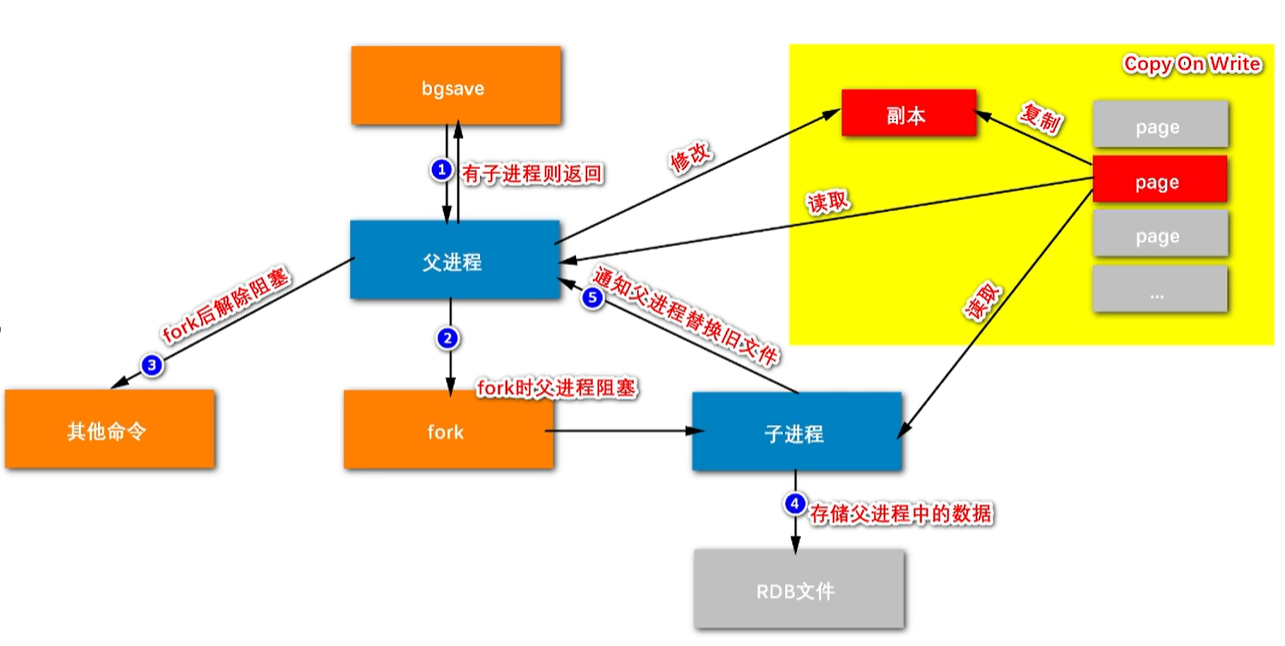 Copy On Write
bgsave
副本
复制
page
1
有子进程则返回
修改
page
读取
page
父进程
...
fork后解除阻塞
通知父进程替换旧文件
5
读取
2
3
fork时父进程阻塞
其他命令
fork
子进程
4
存储父进程中的数据
RDB文件